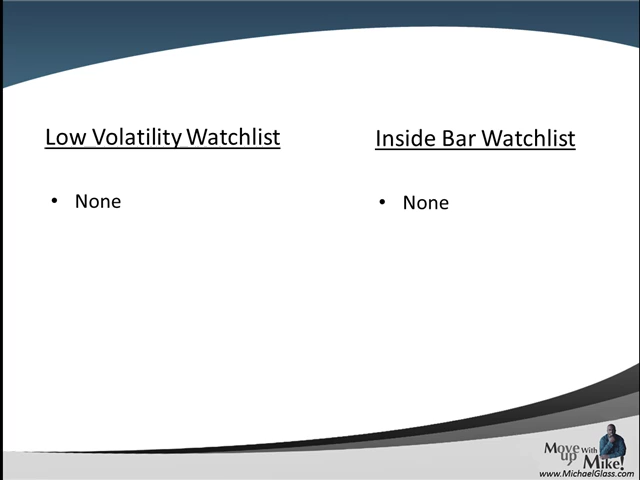 Low Volatility Watchlist
• None
Inside Bar Watchlist
• None
Move up With Mike!
www.MichaelGlass.com